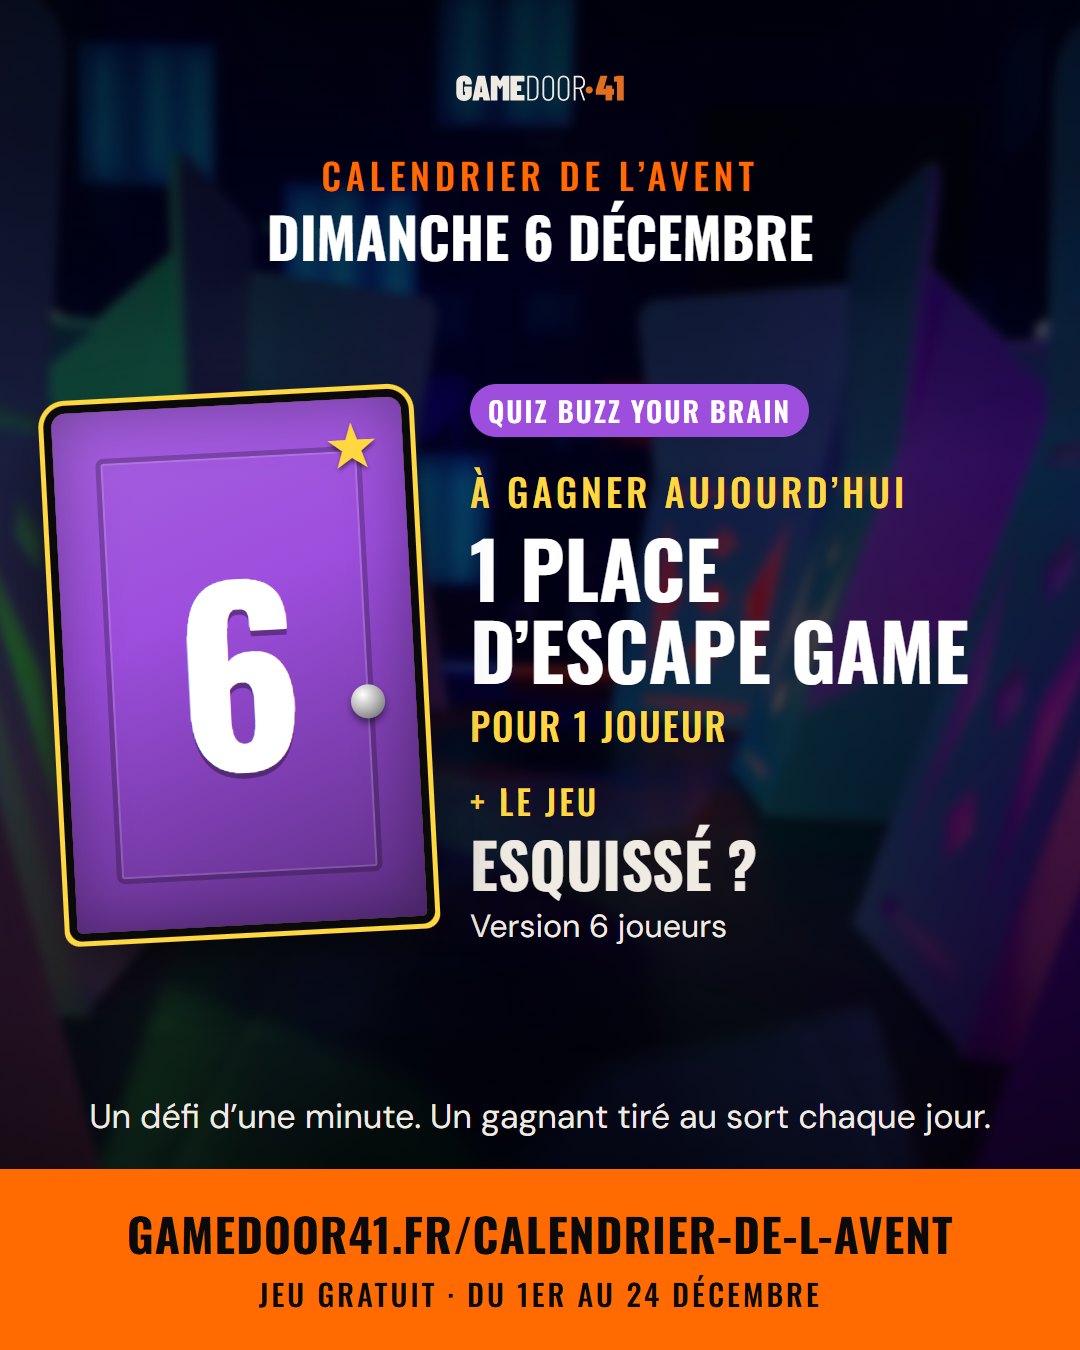 GAMEDOOR·41
CALENDRIER DE L’AVENT
DIMANCHE 6 DÉCEMBRE
6
QUIZ BUZZ YOUR BRAIN
À GAGNER AUJOURD’HUI
1 PLACE
D’ESCAPE GAME
POUR 1 JOUEUR
+ LE JEU
ESQUISSÉ ?
Version 6 joueurs
Un défi d’une minute. Un gagnant tiré au sort chaque jour.
GAMEDOOR41.FR/CALENDRIER-DE-L-AVENT
JEU GRATUIT · DU 1ER AU 24 DÉCEMBRE